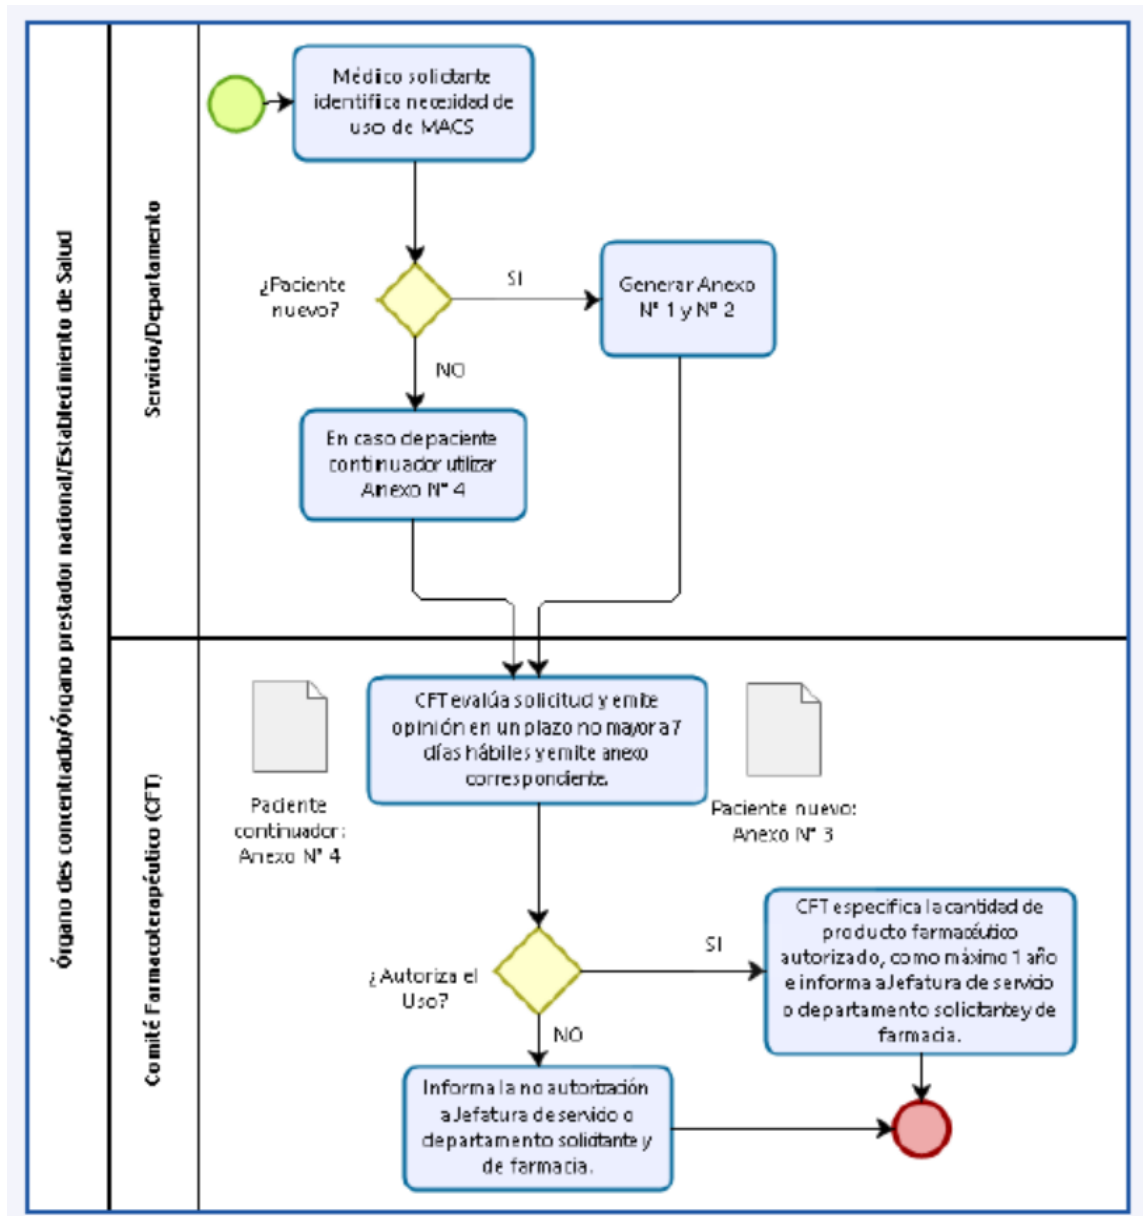 Órgano des concentrado/Órgano prestador nacional/Establecimiento de Salud
Servicio/Departamento
Médico solicitante
identifica necesidad de
uso de MACS
¿Paciente
nuevo?
SI
Generar Anexo
N° 1 y N° 2
NO
En caso de paciente
continuador utilizar
Anexo N° 4
Comité Farmacoterapéutico (CFT)
CFT evalúa solicitud y emite
opinión en un plazo no mayor a 7
días hábiles y emite anexo
correspondiente.
Paciente
continuador:
Anexo N° 4
Paciente nuevo:
Anexo N° 3
¿Autoriza el
Uso?
SI
CFT especifica la cantidad de
producto farmacéutico
autorizado, como máximo 1 año
e informa a Jefatura de servicio
o departamento solicitante y de
farmacia.
NO
Informa la no autorización
a Jefatura de servicio o
departamento solicitante y
de farmacia.